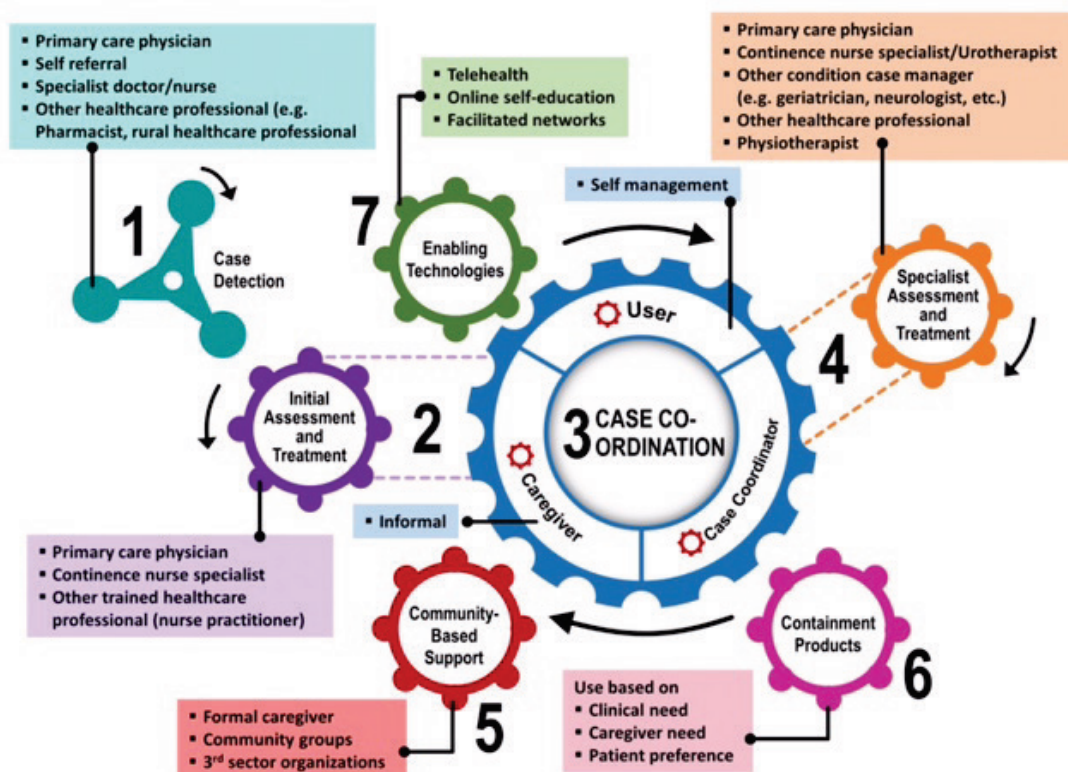 ▪ Primary care physician
▪ Self referral
▪ Specialist doctor/nurse
▪ Other healthcare professional (e.g.
Pharmacist, rural healthcare professional
1
Case
Detection
▪ Telehealth
▪ Online self-education
▪ Facilitated networks
7
Enabling
Technologies
▪ Self management
▪ Primary care physician
▪ Continence nurse specialist/Urotherapist
▪ Other condition case manager
(e.g. geriatrician, neurologist, etc.)
▪ Other healthcare professional
▪ Physiotherapist
Specialist
Assessment
and
Treatment
4
Initial
Assessment
and
Treatment
2
▪ Primary care physician
▪ Continence nurse specialist
▪ Other trained healthcare
professional (nurse practitioner)
3 CASE CO-
ORDINATION
User
Caregiver
Case Coordinator
▪ Informal
Community-
Based
Support
5
▪ Formal caregiver
▪ Community groups
▪ 3rd sector organizations
Containment
Products
6
Use based on
▪ Clinical need
▪ Caregiver need
▪ Patient preference